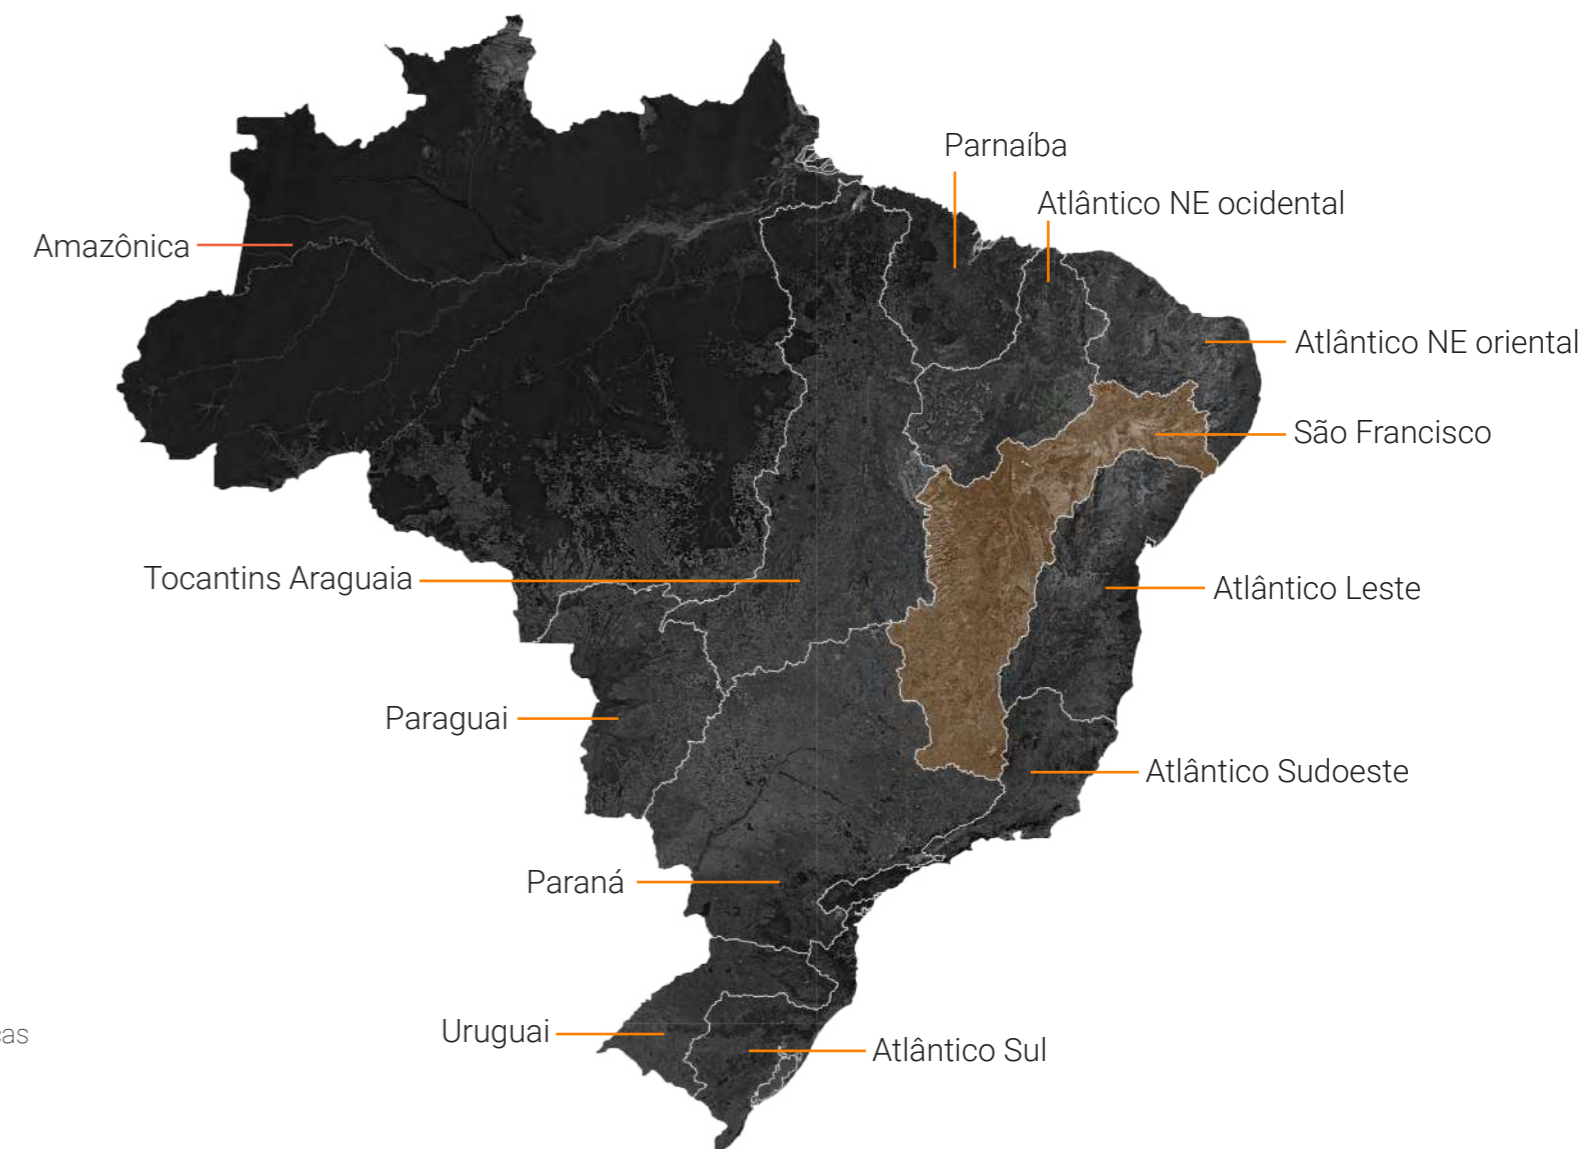 Parnaíba
Atlântico NE ocidental
Amazônica
Atlântico NE oriental
São Francisco
Tocantins Araguaia
Atlântico Leste
Paraguai
Atlântico Sudoeste
Paraná
Uruguai
Atlântico Sul